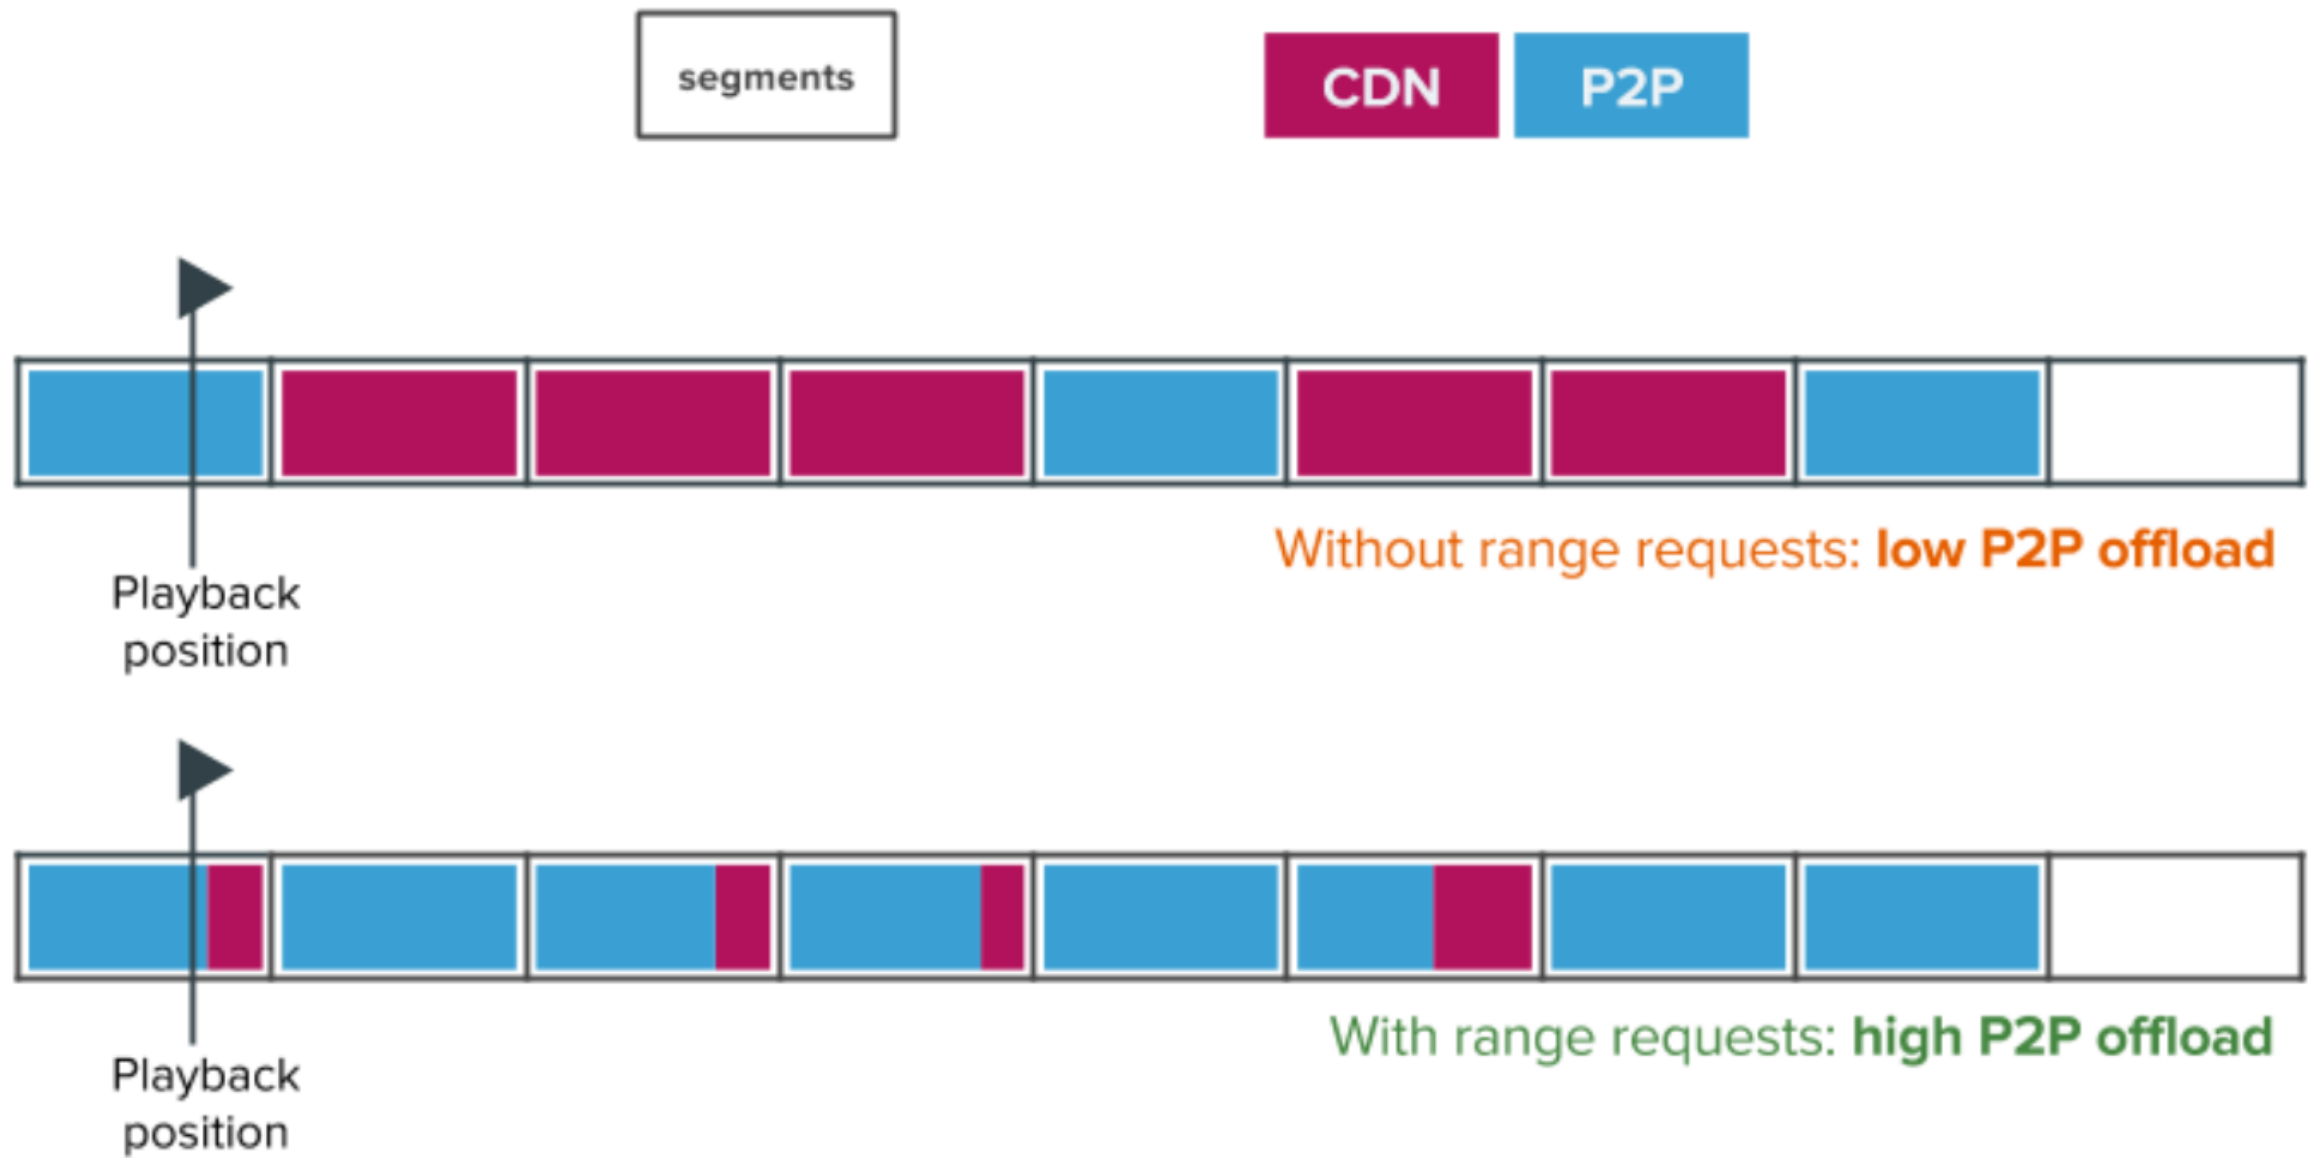 segments
CDN
P2P
Without range requests: low P2P offload
Playback
position
With range requests: high P2P offload
Playback
position